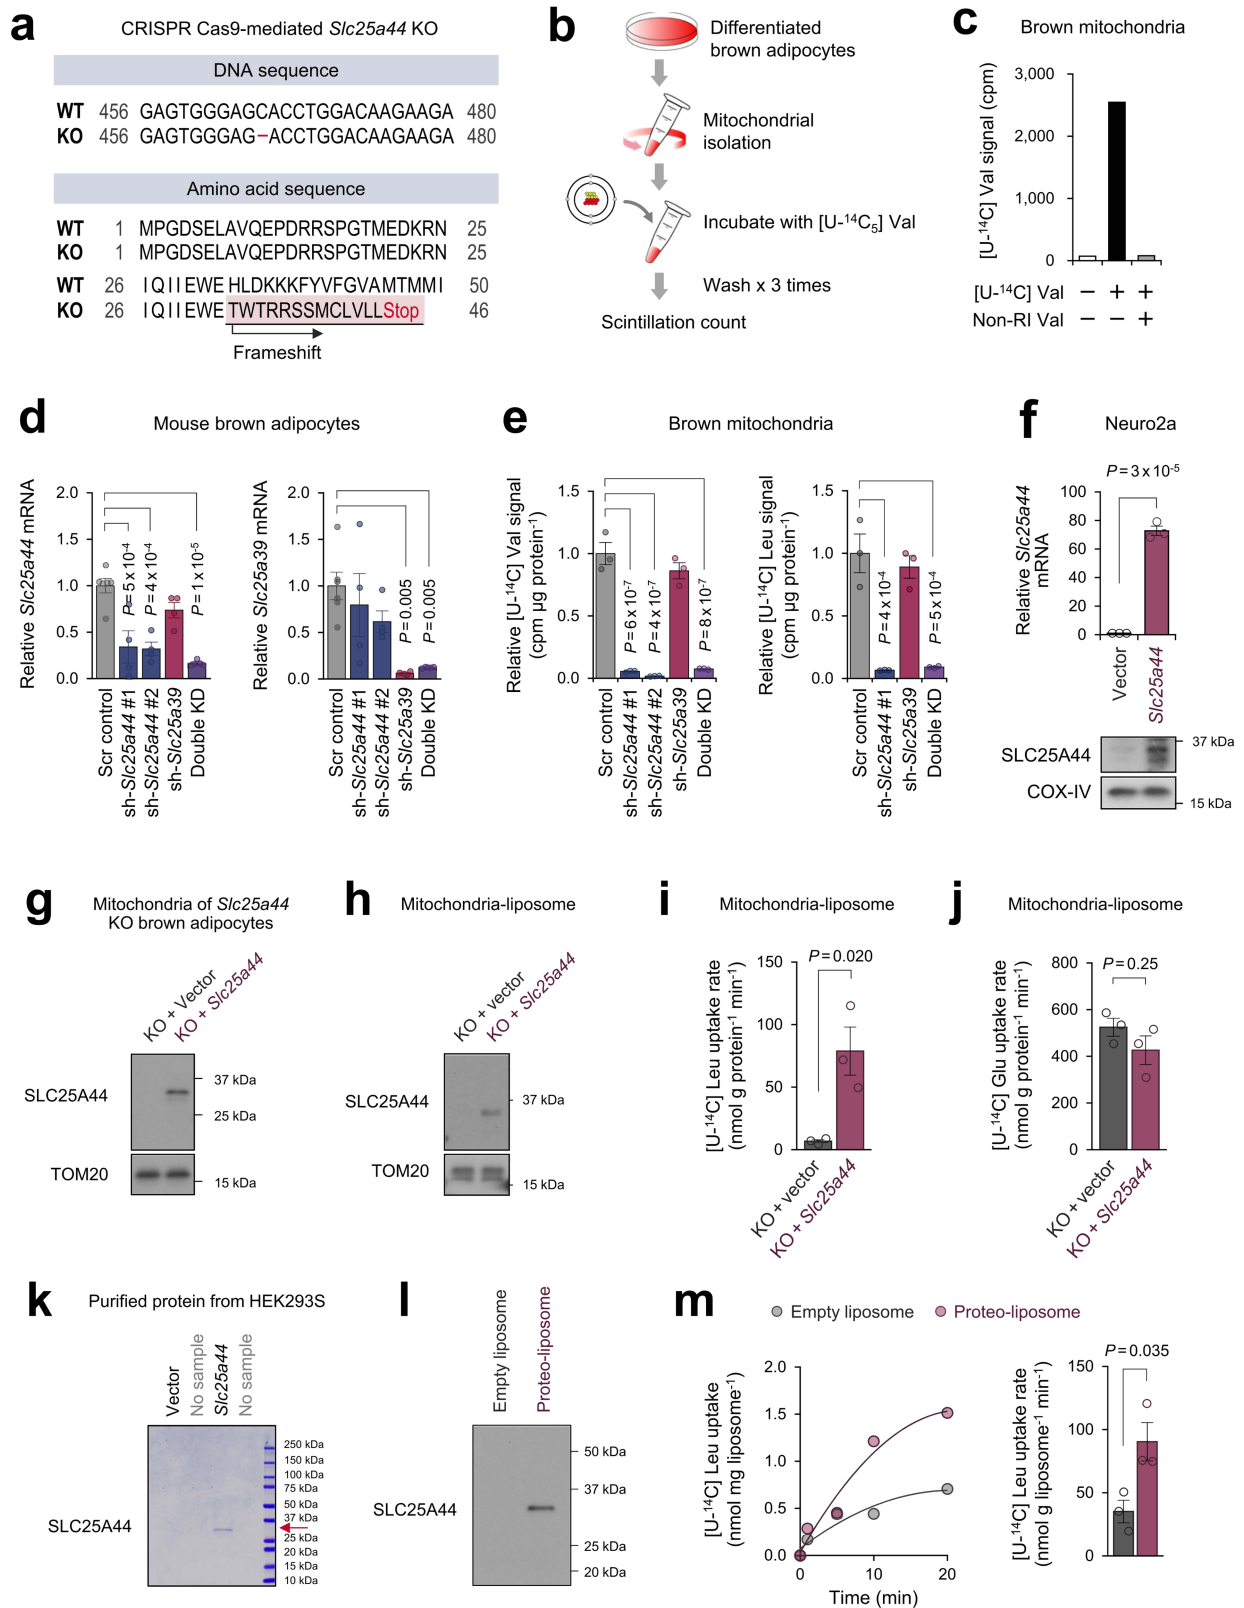 a
CRISPR Cas9-mediated Slc25a44 KO
DNA sequence
WT 456 GAGTGGGAGCACCTGGACAAGAAGA 480
KO 456 GAGTGGGAG–ACCTGGACAAGAAGA 480
Amino acid sequence
WT 1 MPGDSELAVQEPDRRSPGTMEDKRN 25
KO 1 MPGDSELAVQEPDRRSPGTMEDKRN 25
WT 26 IQIIEWEHLDKKKFYVFGVAMTMMI 50
KO 26 IQIIEWETWTRRSSMCLVLLStop 46
Frameshift
b
Differentiated
brown adipocytes
Mitochondrial
isolation
Incubate with [U-¹⁴C₅] Val
Wash x 3 times
Scintillation count
c
Brown mitochondria
[U-¹⁴C] Val signal (cpm)
3,000
2,000
1,000
0
[U-¹⁴C] Val − + +
Non-RI Val − − +
d
Mouse brown adipocytes
Relative Slc25a44 mRNA
2.0
1.5
1.0
0.5
0.0
P = 5 x 10⁻⁴
P = 4 x 10⁻⁴
P = 1 x 10⁻⁵
Scr control
sh-Slc25a44 #1
sh-Slc25a44 #2
sh-Slc25a39
Double KD
Relative Slc25a39 mRNA
2.0
1.5
1.0
0.5
0.0
P = 0.005
P = 0.005
Scr control
sh-Slc25a44 #1
sh-Slc25a44 #2
sh-Slc25a39
Double KD
e
Brown mitochondria
Relative [U-¹⁴C] Val signal
(cpm µg protein⁻¹)
1.5
1.0
0.5
0.0
P = 6 x 10⁻⁷
P = 4 x 10⁻⁷
P = 8 x 10⁻⁷
Scr control
sh-Slc25a44 #1
sh-Slc25a44 #2
sh-Slc25a39
Double KD
Relative [U-¹⁴C] Leu signal
(cpm µg protein⁻¹)
1.5
1.0
0.5
0.0
P = 4 x 10⁻⁴
P = 5 x 10⁻⁴
Scr control
sh-Slc25a44 #1
sh-Slc25a39
Double KD
f
Neuro2a
P = 3 x 10⁻⁵
Relative Slc25a44
mRNA
100
80
60
40
20
0
Vector
Slc25a44
SLC25A44
37 kDa
COX-IV
15 kDa
g
Mitochondria of Slc25a44
KO brown adipocytes
KO + Vector
KO + Slc25a44
SLC25A44
37 kDa
25 kDa
TOM20
15 kDa
h
Mitochondria-liposome
KO + vector
KO + Slc25a44
SLC25A44
37 kDa
TOM20
15 kDa
i
Mitochondria-liposome
P = 0.020
[U-¹⁴C] Leu uptake rate
(nmol g protein⁻¹ min⁻¹)
150
100
50
0
KO + vector
KO + Slc25a44
j
Mitochondria-liposome
P = 0.25
[U-¹⁴C] Glu uptake rate
(nmol g protein⁻¹ min⁻¹)
800
600
400
200
0
KO + vector
KO + Slc25a44
k
Purified protein from HEK293S
Vector
No sample
Slc25a44
No sample
SLC25A44
250 kDa
150 kDa
100 kDa
75 kDa
50 kDa
37 kDa
25 kDa
20 kDa
15 kDa
10 kDa
l
Empty liposome
Proteo-liposome
SLC25A44
50 kDa
37 kDa
25 kDa
20 kDa
m
Empty liposome
Proteo-liposome
[U-¹⁴C] Leu uptake
(nmol mg liposome⁻¹)
2.0
1.5
1.0
0.5
0.0
0 10 20
Time (min)
P = 0.035
[U-¹⁴C] Leu uptake rate
(nmol g liposome⁻¹ min⁻¹)
150
100
50
0